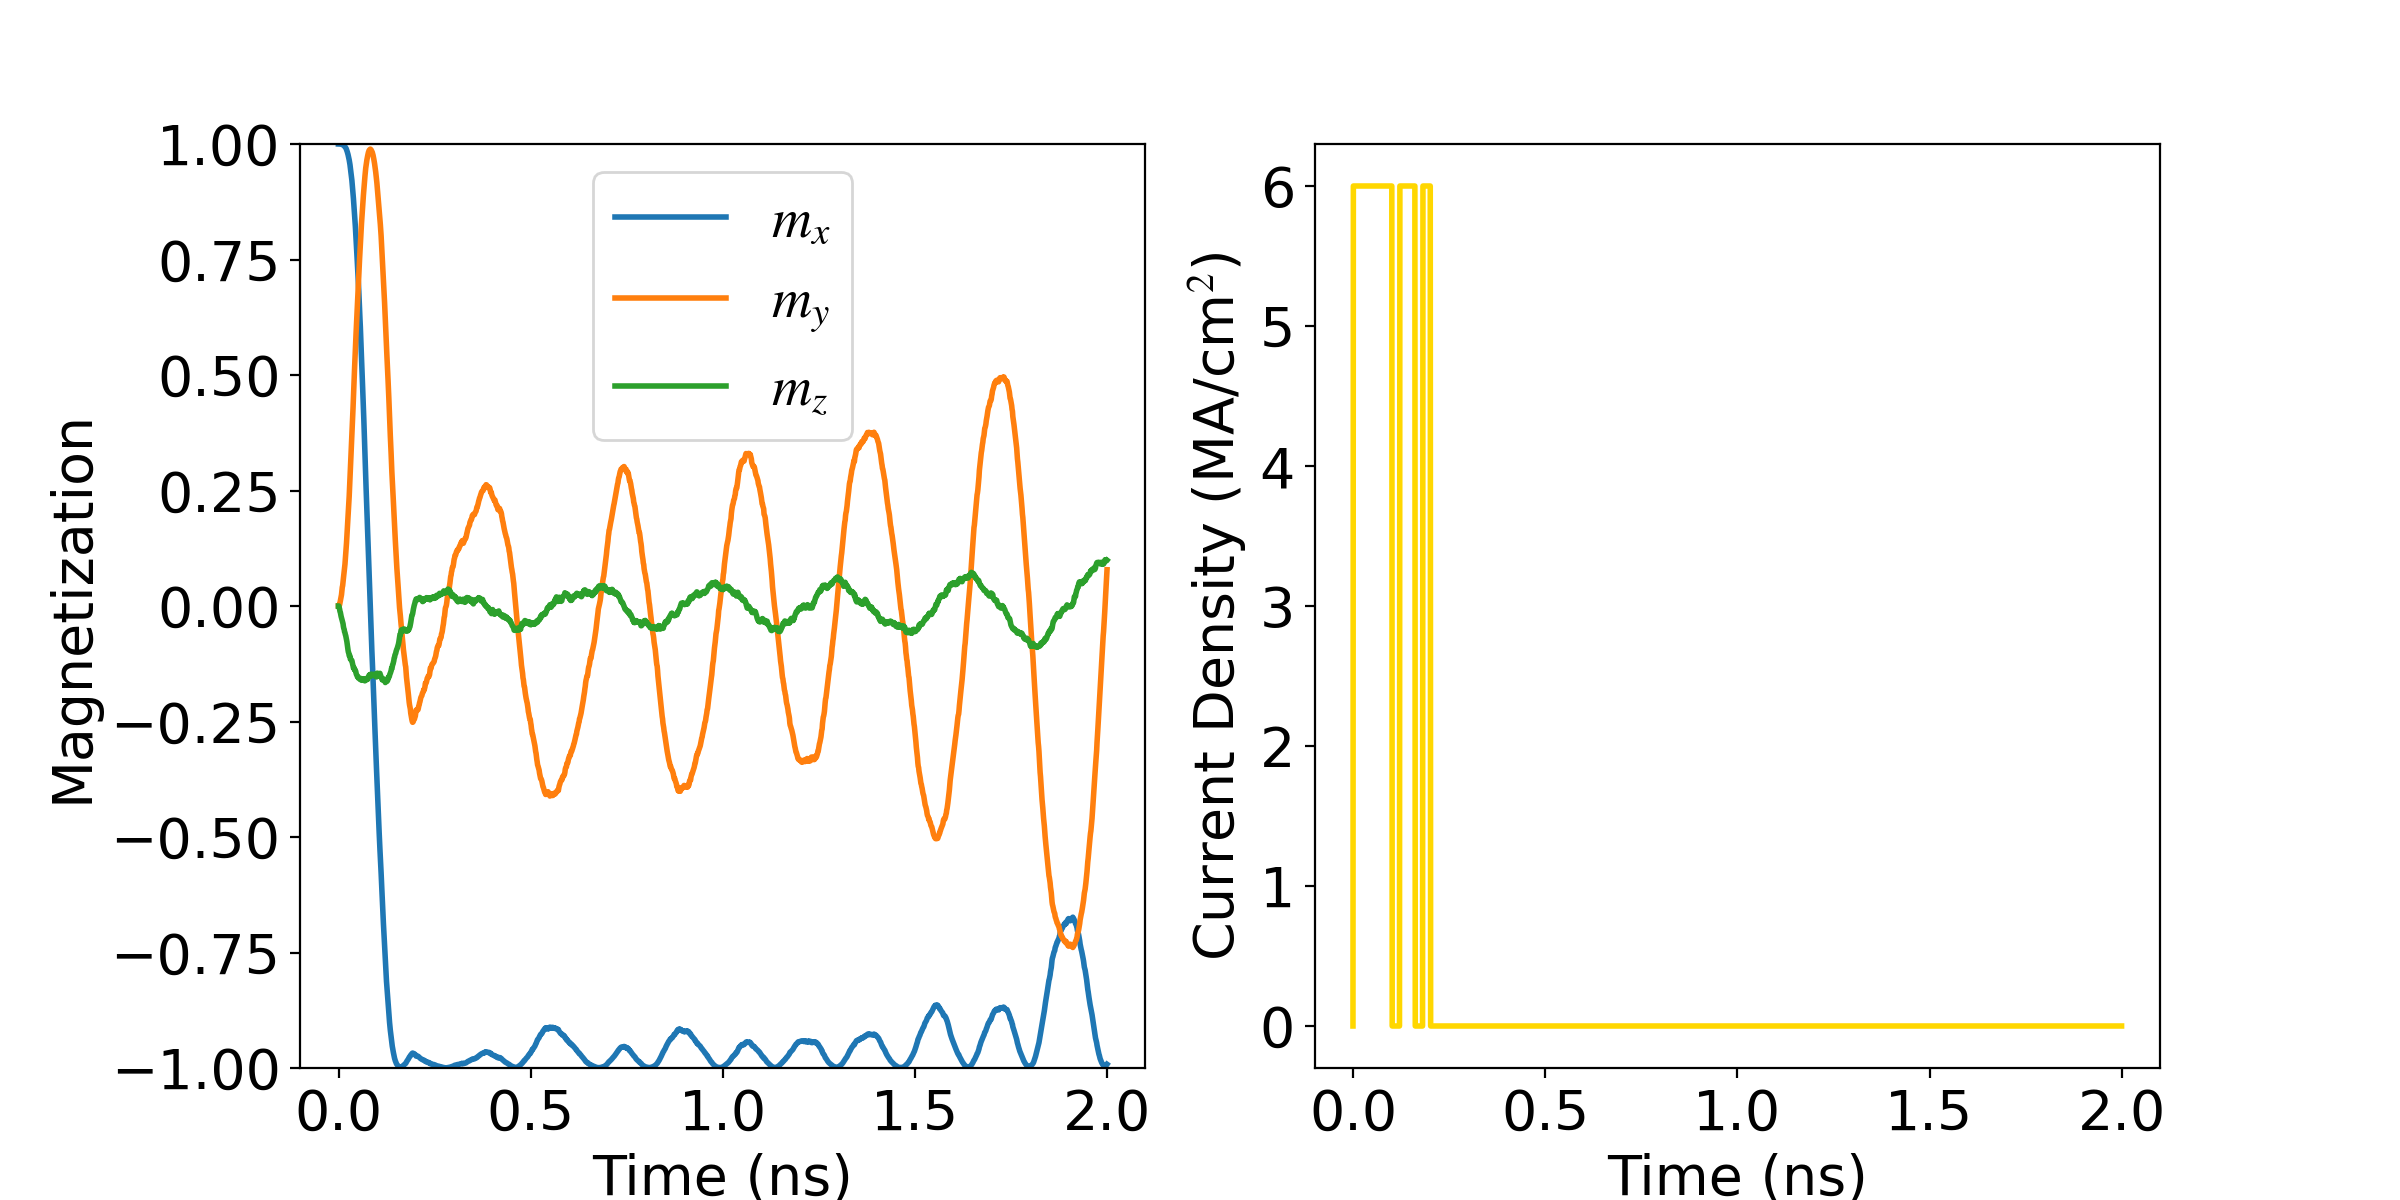 1.00
0.75
0.50
0.25
0.00
−0.25
−0.50
−0.75
−1.00
Magnetization
0.0 0.5 1.0 1.5 2.0
Time (ns)
m_x
m_y
m_z
6
5
4
3
2
1
0
Current Density (MA/cm²)
0.0 0.5 1.0 1.5 2.0
Time (ns)